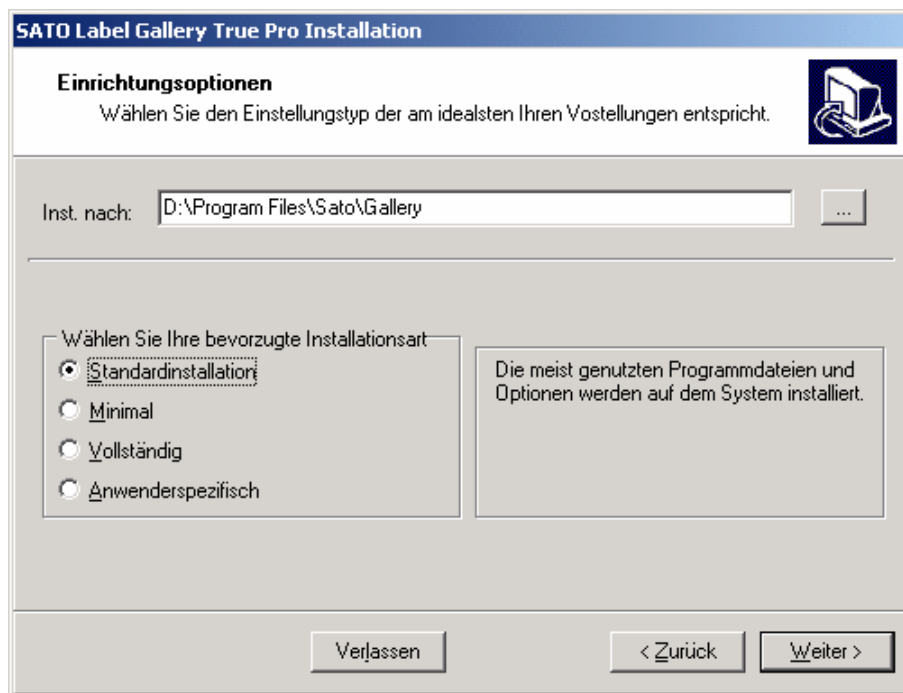 SATO Label Gallery True Pro Installation
Einrichtungsoptionen
Wählen Sie den Einstellungstyp der am idealsten Ihren Vostellungen entspricht.
Inst. nach:
D:\Program Files\Sato\Gallery
...
Wählen Sie Ihre bevorzugte Installationsart
Standardinstallation
Minimal
Vollständig
Anwenderspezifisch
Die meist genutzten Programmdateien und
Optionen werden auf dem System installiert.
Verlassen
< Zurück
Weiter >